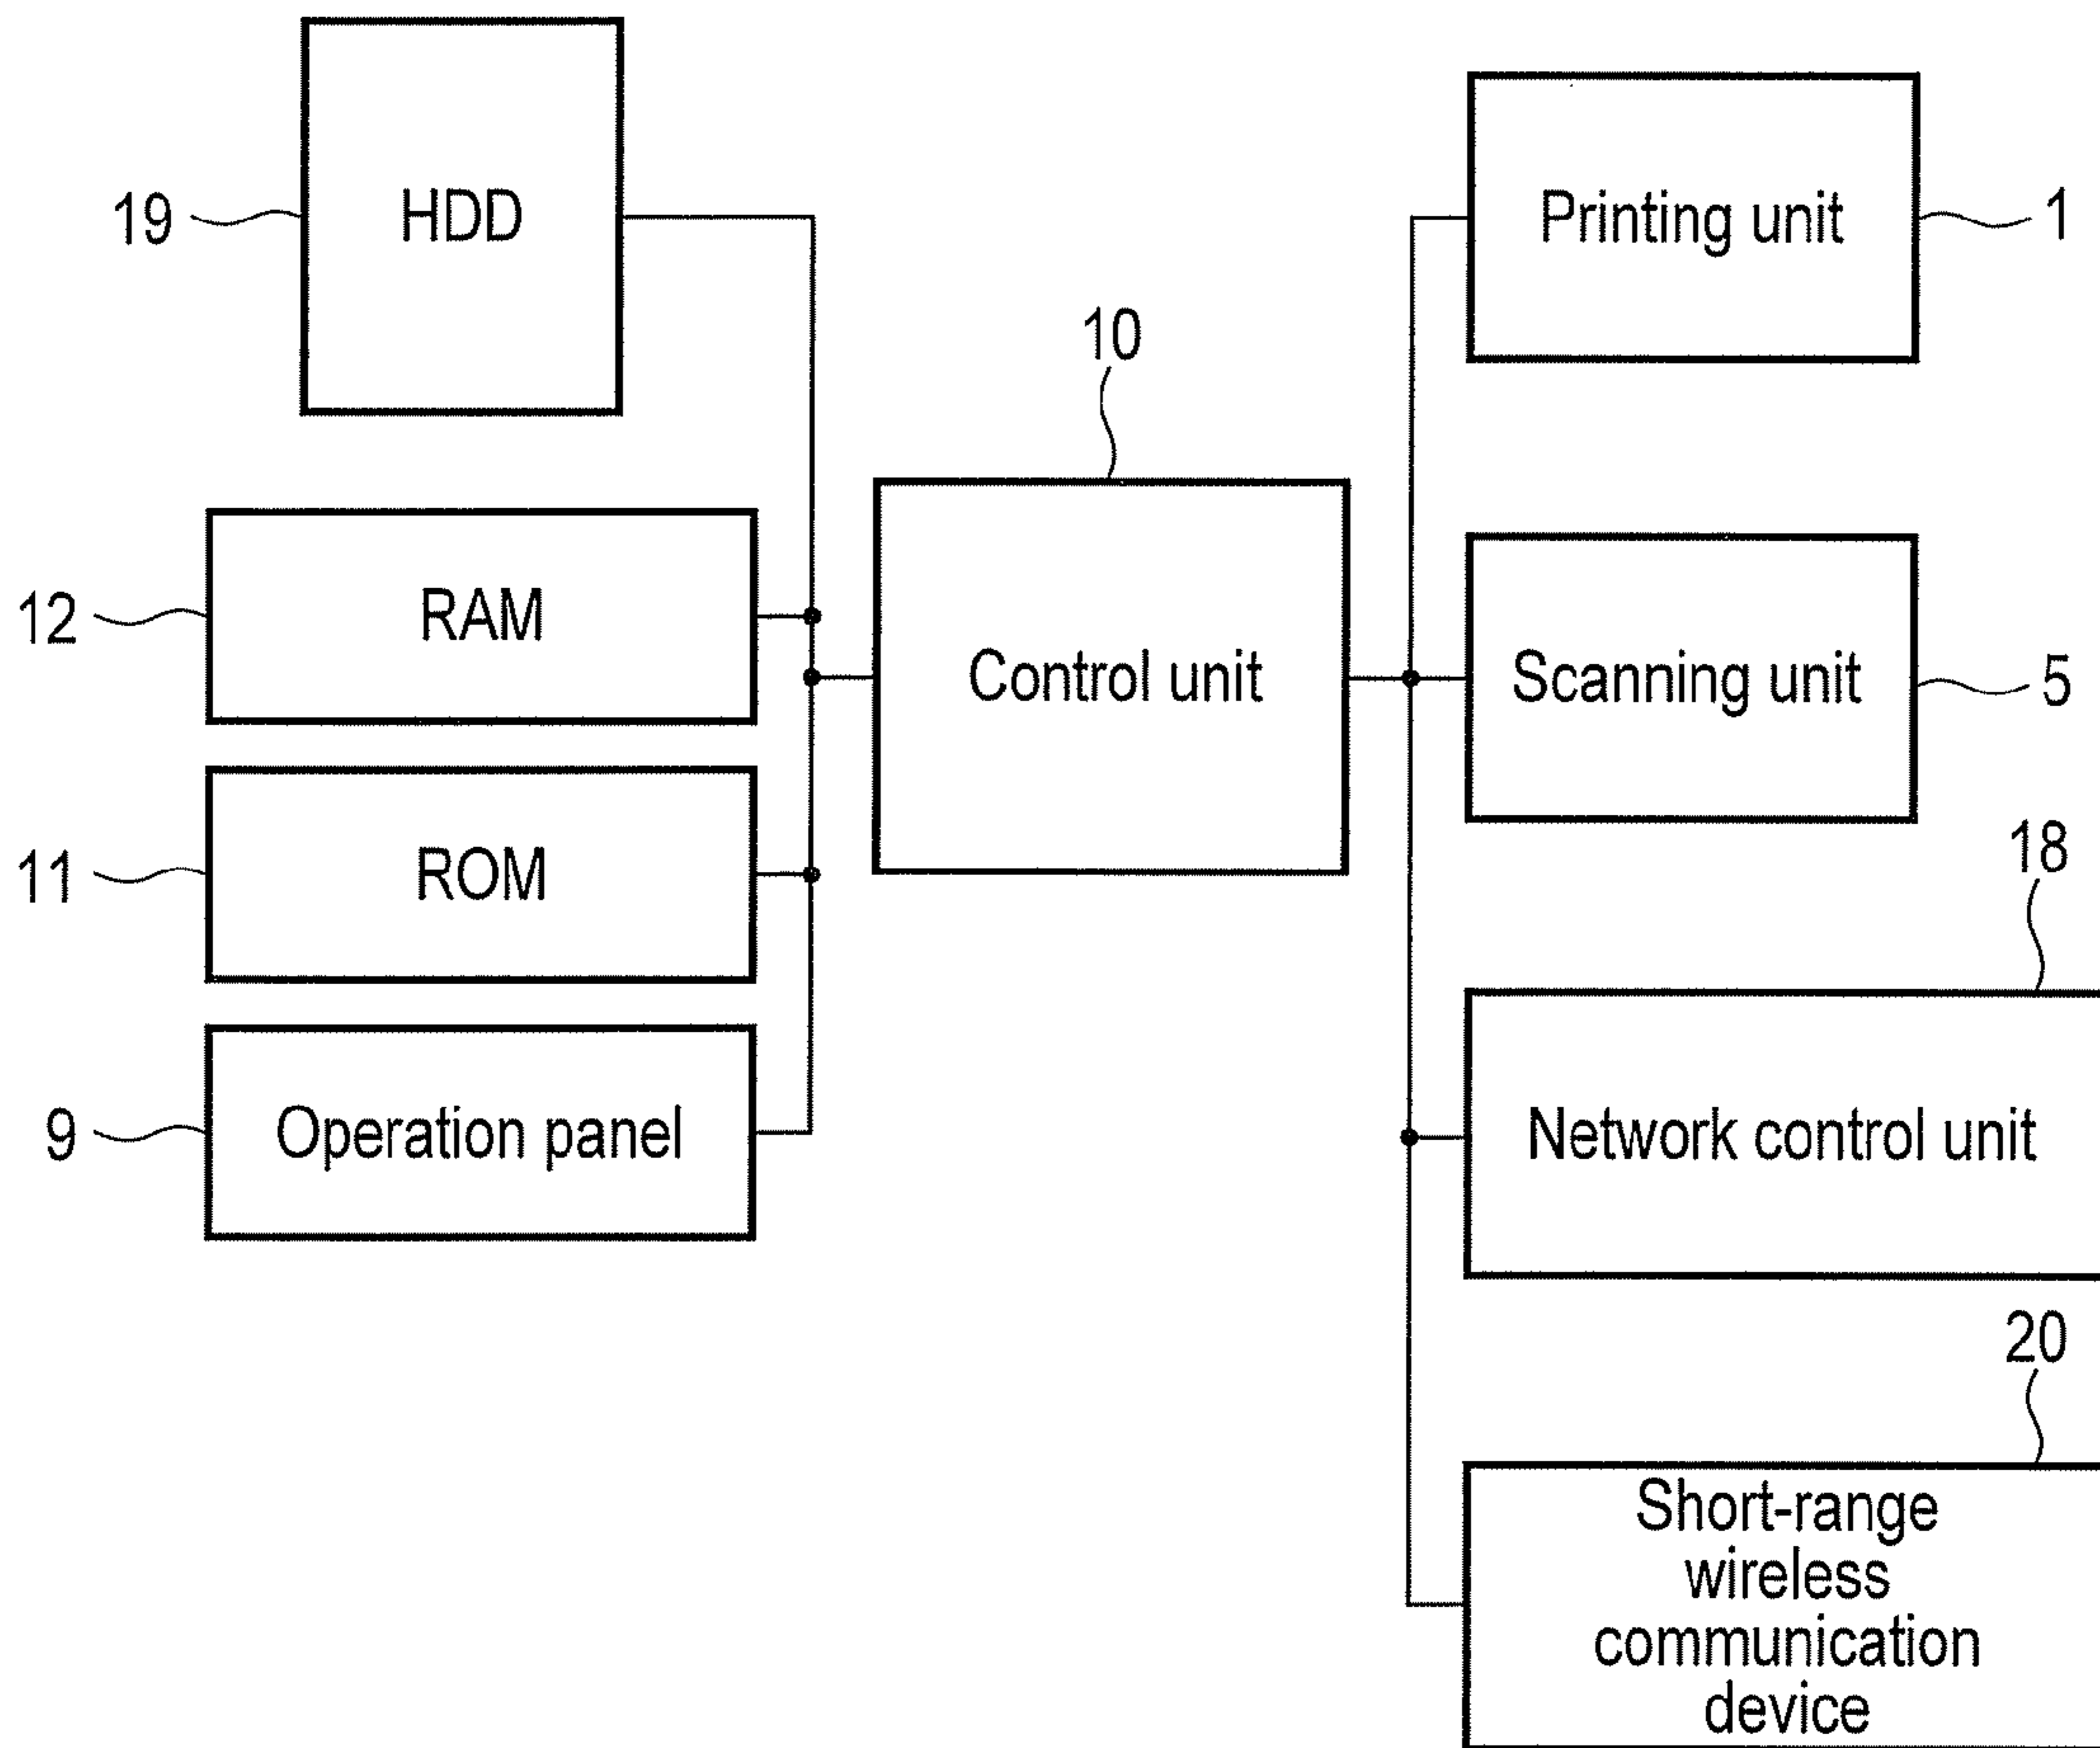 19
HDD
12
RAM
11
ROM
9
Operation panel
10
Control unit
Printing unit
1
Scanning unit
5
18
Network control unit
20
Short-range
wireless
communication
device